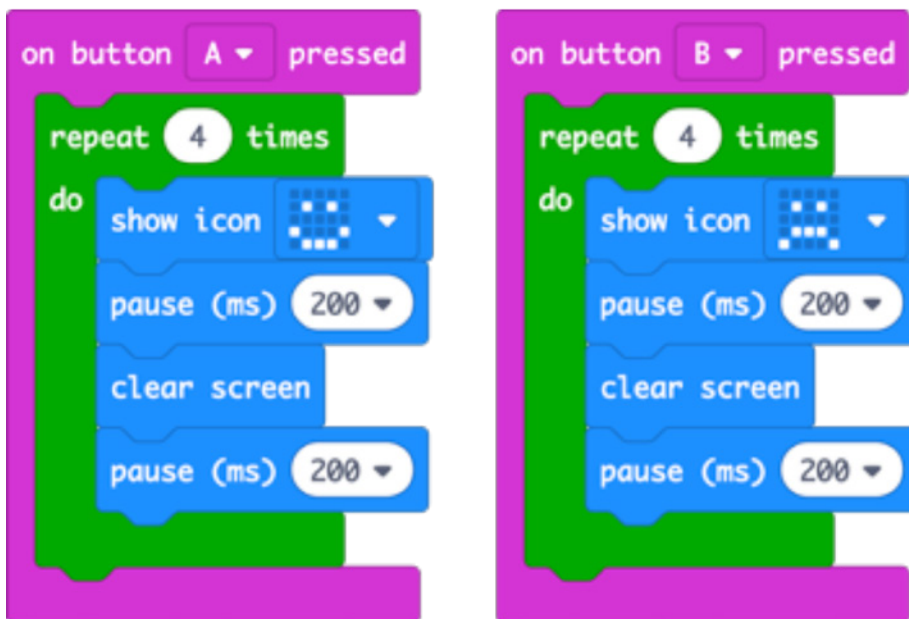 on button A pressed
repeat 4 times
do
show icon
pause (ms) 200
clear screen
pause (ms) 200
on button B pressed
repeat 4 times
do
show icon
pause (ms) 200
clear screen
pause (ms) 200